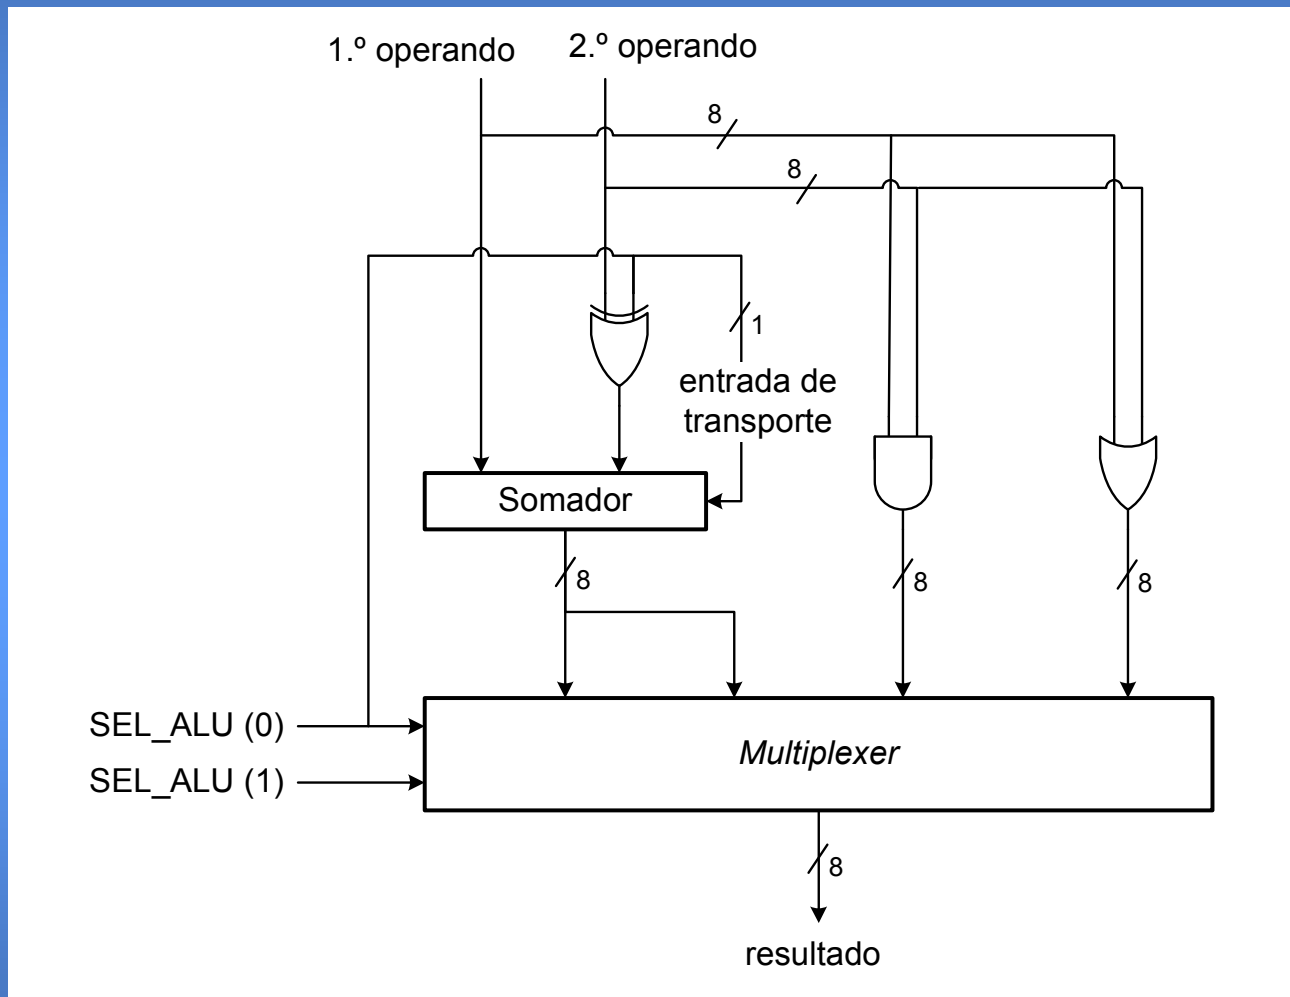 1.º operando
2.º operando
8
8
1
entrada de
transporte
Somador
8
8
8
SEL_ALU (0)
SEL_ALU (1)
Multiplexer
8
resultado